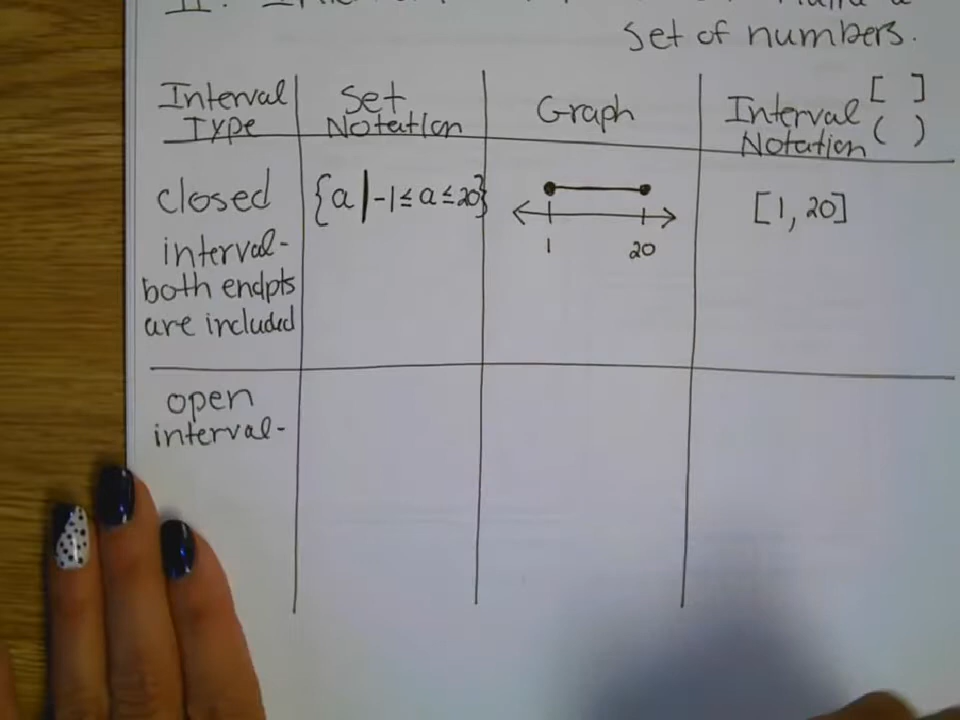 set of numbers.
Interval Type
Set Notation
Graph
Interval Notation [ ] ( )
closed
interval-
both endpts
are included
{a|-1≤a≤20}
1 20
[1, 20]
open
interval-